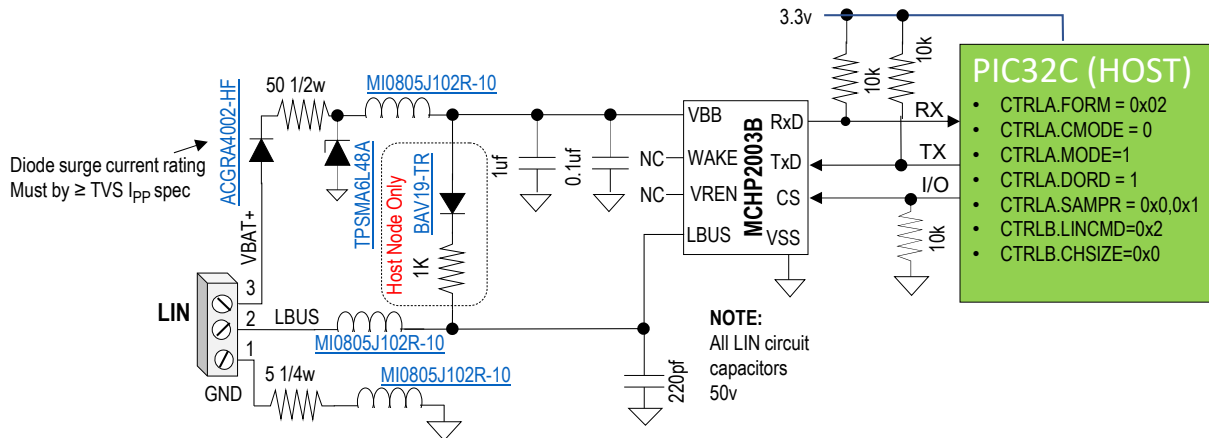 3.3v
10k
10k
PIC32C (HOST)
• CTRLA.FORM = 0x02
• CTRLA.CMODE = 0
• CTRLA.MODE=1
• CTRLA.DORD = 1
• CTRLA.SAMPR = 0x0,0x1
• CTRLB.LINCMD=0x2
• CTRLB.CHSIZE=0x0
RX
TX
I/O
10k
50 1/2w
MI0805J102R-10
ACGRA4002-HF
Diode surge current rating
Must by ≥ TVS IPP spec
TPSMA6L48A
Host Node Only
BAV19-TR
1K
1uf
0.1uf
NC
NC
VBB
WAKE
VREN
LBUS
MCHP2003B
RxD
TxD
CS
VSS
VBAT+
LIN
3
2
1
LBUS
MI0805J102R-10
GND
5 1/4w
MI0805J102R-10
220pf
NOTE:
All LIN circuit
capacitors
50v